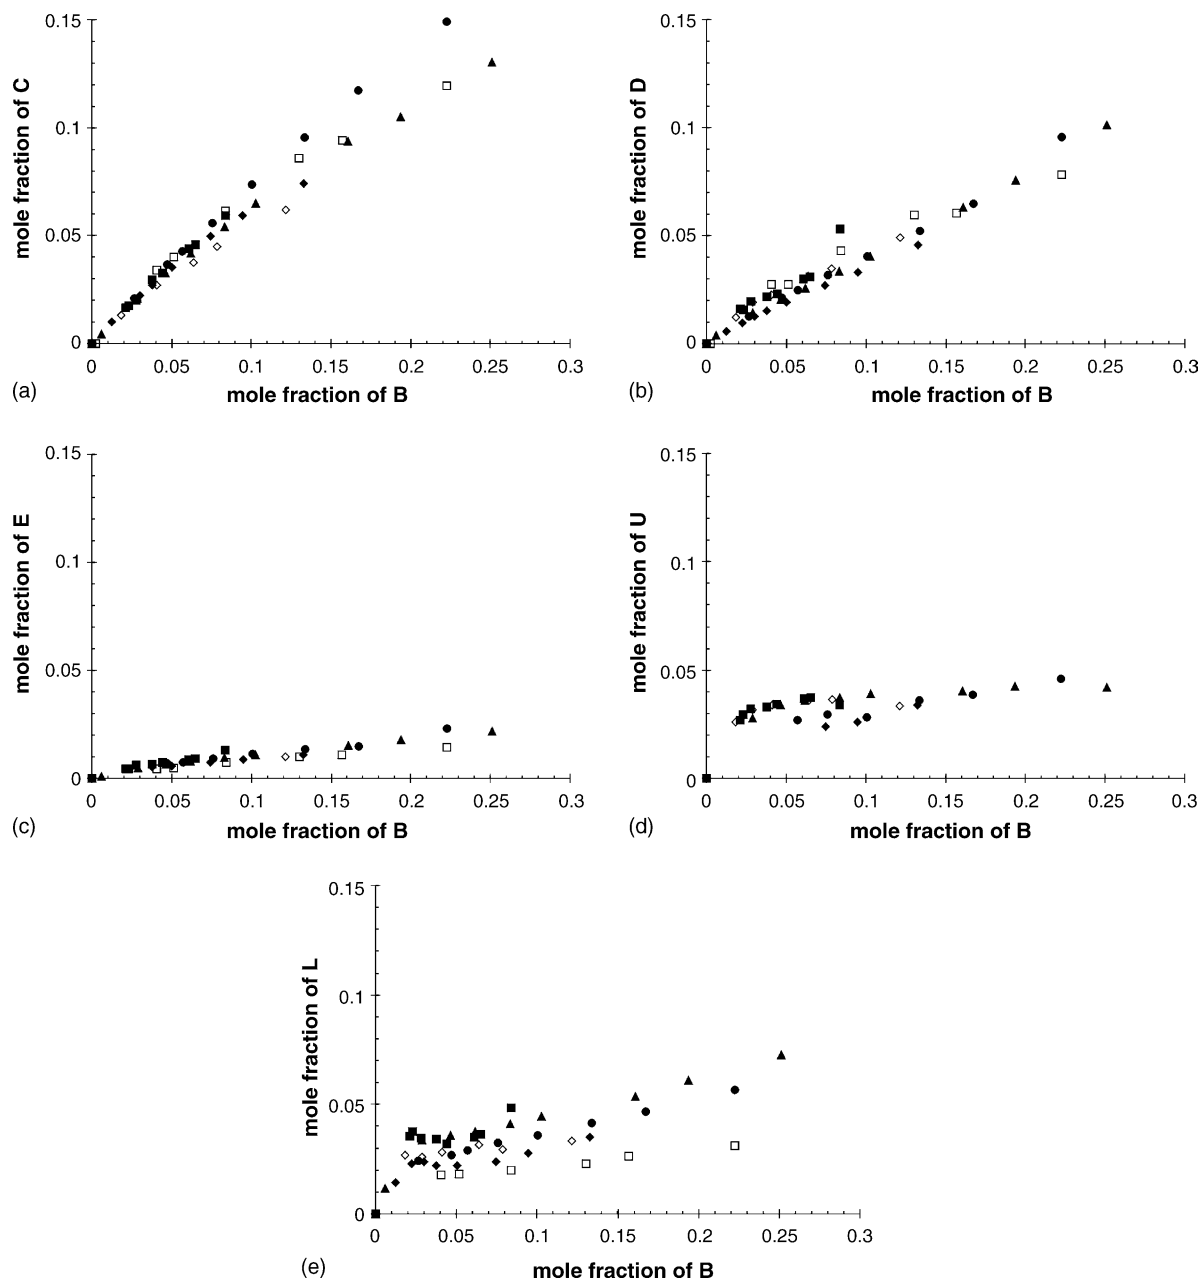 0.15
0.1
0.05
0
mole fraction of C
0 0.05 0.1 0.15 0.2 0.25 0.3
(a) mole fraction of B
0.15
0.1
0.05
0
mole fraction of D
0 0.05 0.1 0.15 0.2 0.25 0.3
(b) mole fraction of B
0.15
0.1
0.05
0
mole fraction of E
0 0.05 0.1 0.15 0.2 0.25 0.3
(c) mole fraction of B
0.15
0.1
0.05
0
mole fraction of U
0 0.05 0.1 0.15 0.2 0.25 0.3
(d) mole fraction of B
0.15
0.1
0.05
0
mole fraction of L
0 0.05 0.1 0.15 0.2 0.25 0.3
(e) mole fraction of B